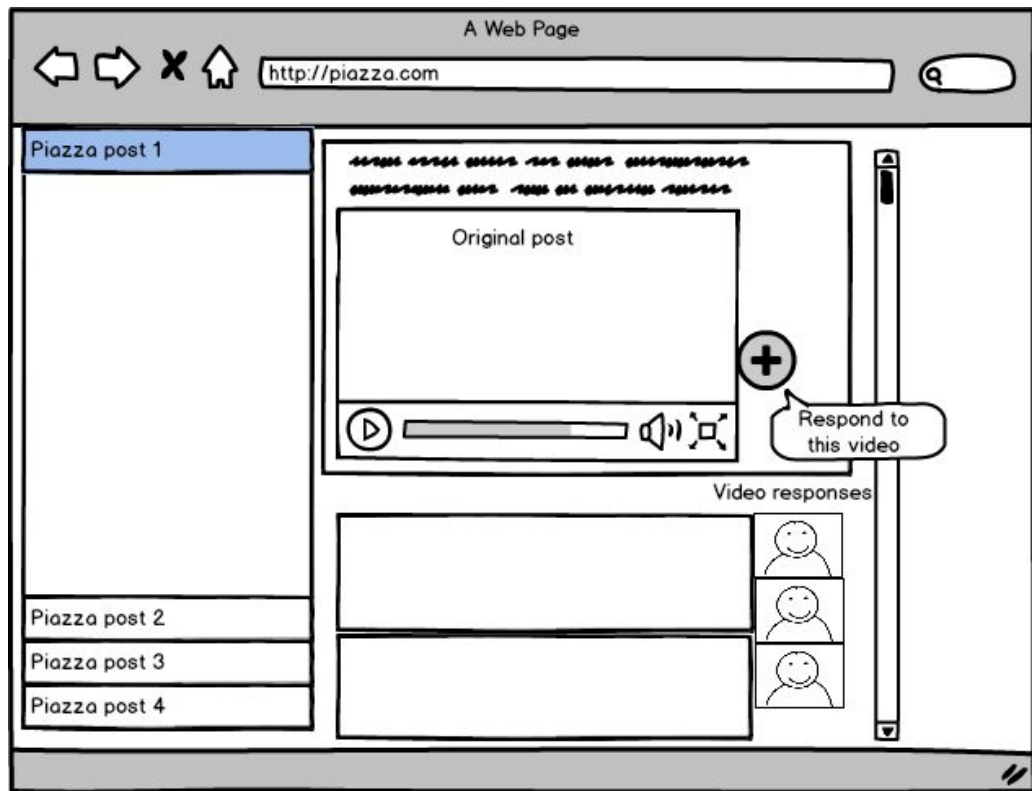 A Web Page
http://piazza.com
Piazza post 1
Piazza post 2
Piazza post 3
Piazza post 4
Original post
Respond to
this video
Video responses